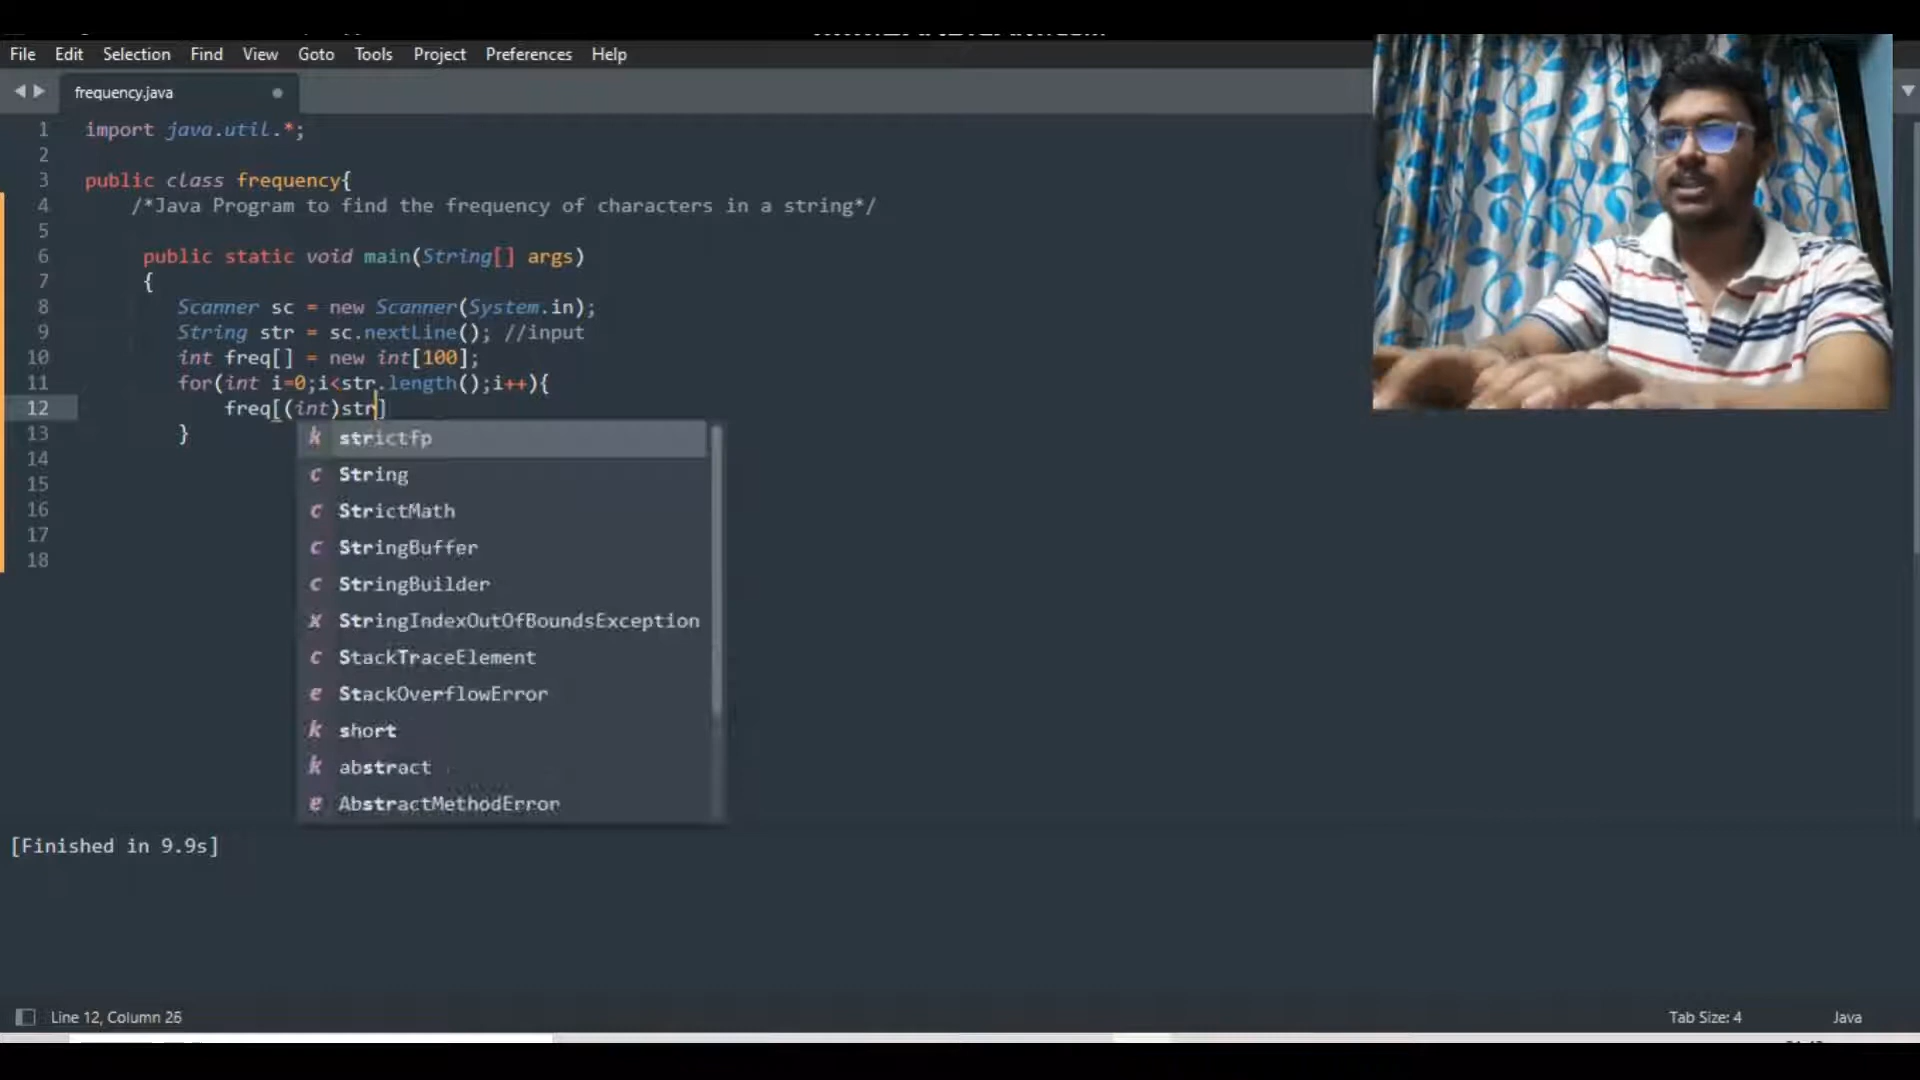 File Edit Selection Find View Goto Tools Project Preferences Help
frequency.java
1 import java.util.*;
2
3 public class frequency{
4 /*Java Program to find the frequency of characters in a string*/
5
6 public static void main(String[] args)
7 {
8 Scanner sc = new Scanner(System.in);
9 String str = sc.nextLine(); //input
10 int freq[] = new int[100];
11 for(int i=0;i<str.length();i++){
12 freq[(int)str]
13 }
14
15
16
17
18
k strictfp
c String
c StrictMath
c StringBuffer
c StringBuilder
x StringIndexOutOfBoundsException
c StackTraceElement
e StackOverflowError
k short
k abstract
e AbstractMethodError
[Finished in 9.9s]
Line 12, Column 26 Tab Size: 4 Java